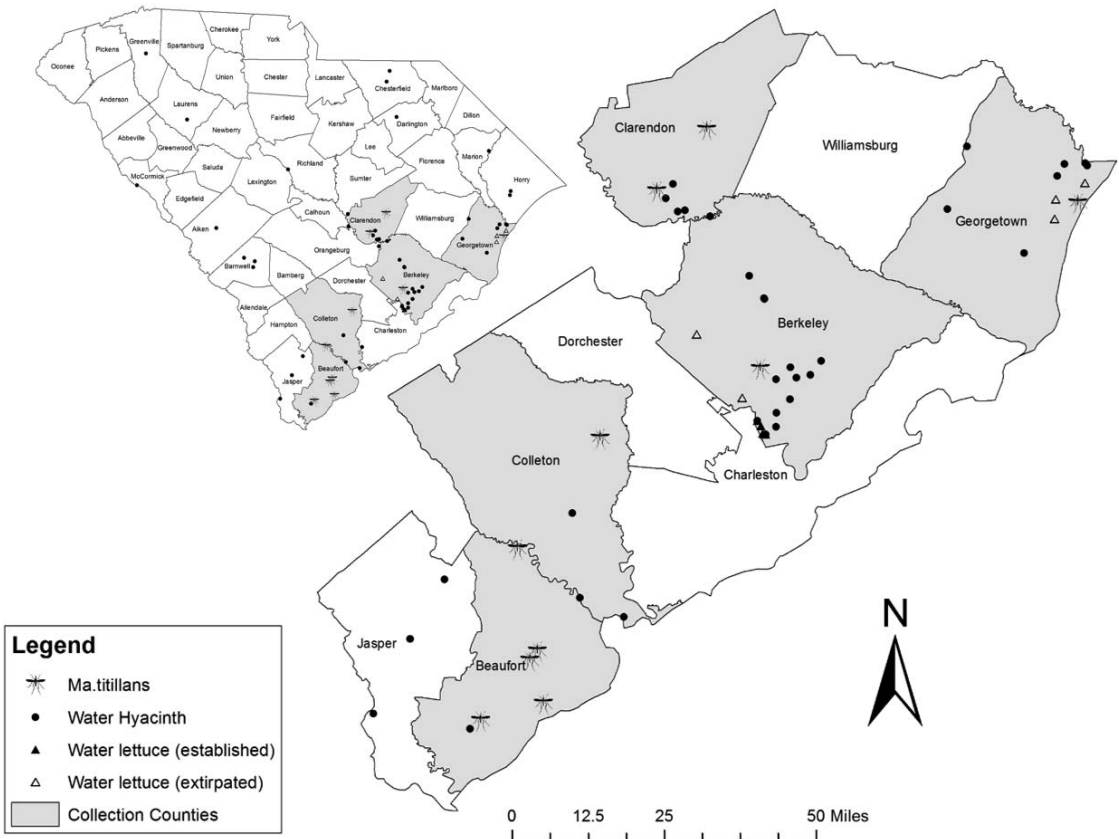 Cherokee
York
Greenville
Spartanburg
Pickens
Oconee
Union
Chester
Lancaster
Chesterfield
Marlboro
Anderson
Laurens
Dillon
Fairfield
Kershaw
Darlington
Newberry
Abbeville
Greenwood
Lee
Marion
Florence
Richland
Saluda
McCormick
Lexington
Sumter
Horry
Edgefield
Calhoun
Clarendon
Williamsburg
Aiken
Georgetown
Orangeburg
Barnwell
Bamberg
Dorchester
Berkeley
Allendale
Colleton
Charleston
Hampton
Beaufort
Jasper
Clarendon
Williamsburg
Georgetown
Berkeley
Dorchester
Colleton
Charleston
Jasper
Beaufort
N
Legend
Ma.titillans
Water Hyacinth
Water lettuce (established)
Water lettuce (extirpated)
Collection Counties
0 12.5 25 50 Miles